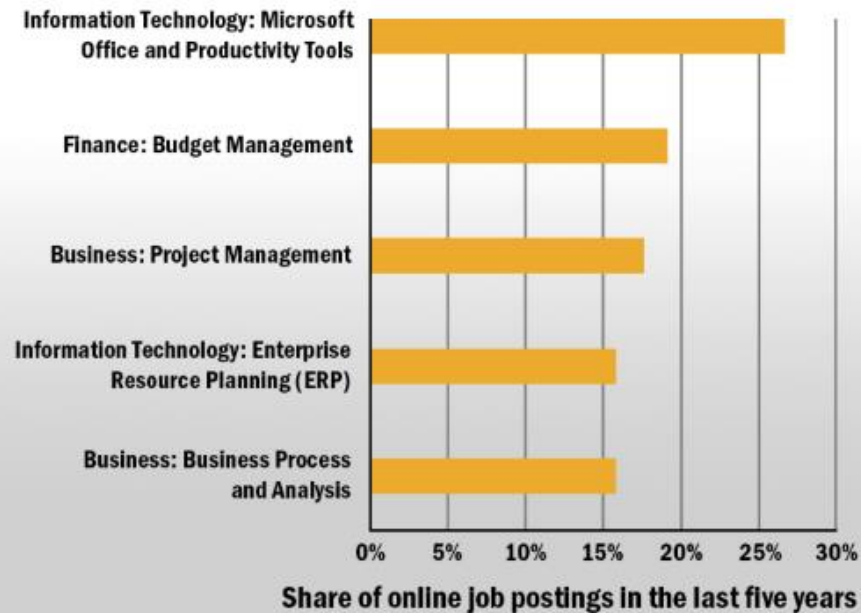 Information Technology: Microsoft
Office and Productivity Tools
Finance: Budget Management
Business: Project Management
Information Technology: Enterprise
Resource Planning (ERP)
Business: Business Process
and Analysis
0% 5% 10% 15% 20% 25% 30%
Share of online job postings in the last five years